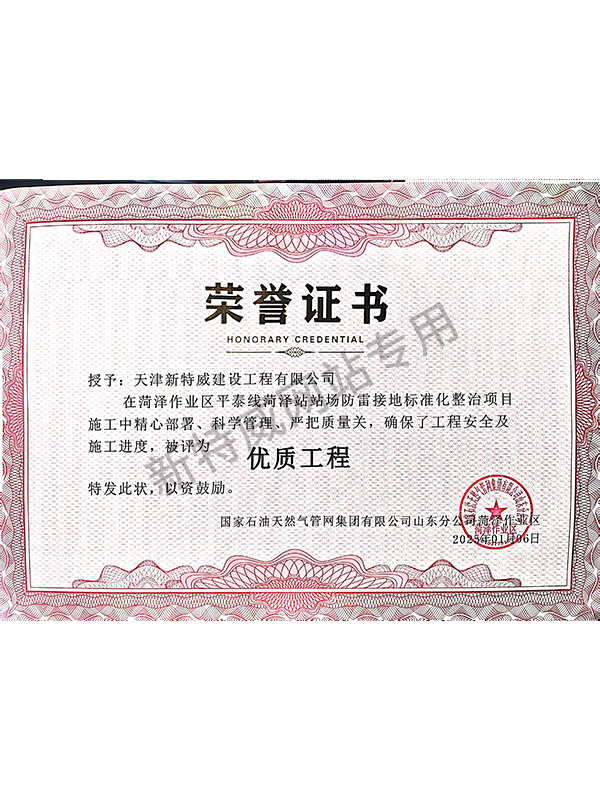 荣誉证书
HONORARY CREDENTIAL
授予：天津新特威建设工程有限公司
在菏泽作业区平泰线菏泽站站场防雷接地标准化整治项目
施工中精心部署、科学管理、严把质量关，确保了工程安全及
施工进度，被评为
优质工程
特发此状，以资鼓励。
国家石油天然气管网集团有限公司山东分公司菏泽作业区
2025年01月06日
菏泽作业区
新特威网站专用